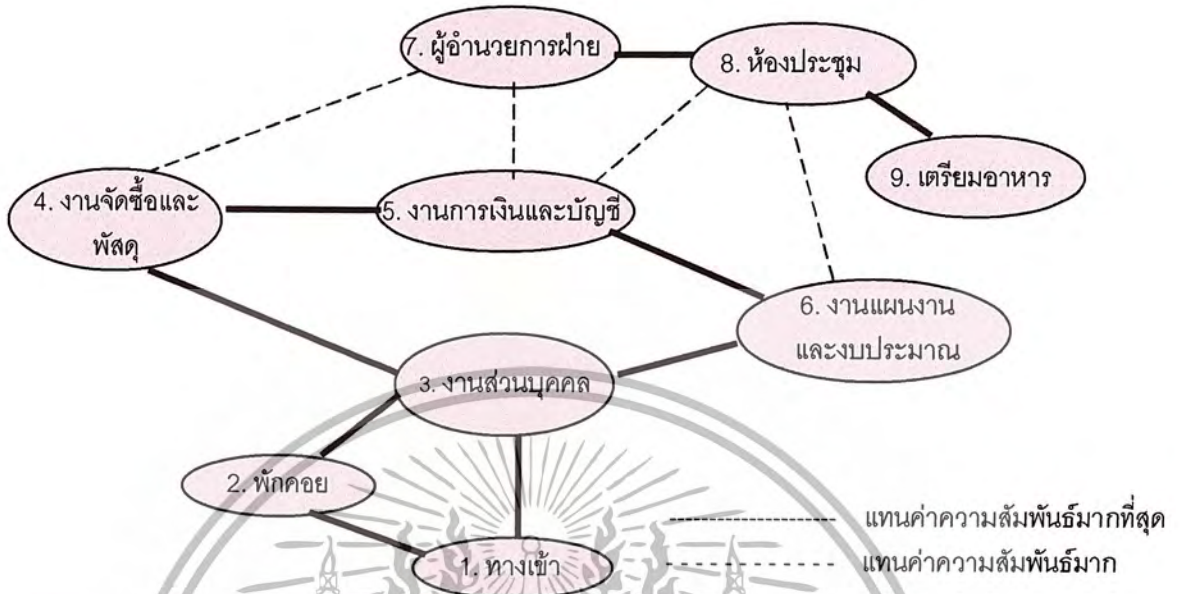 7. ผู้อำนวยการฝ่าย
8. ห้องประชุม
9. เตรียมอาหาร
4. งานจัดซื้อและ
พัสดุ
5. งานการเงินและบัญชี
6. งานแผนงาน
และงบประมาณ
3. งานส่วนบุคคล
2. พักคอย
1. ทางเข้า
แทนค่าความสัมพันธ์มากที่สุด
แทนค่าความสัมพันธ์มาก